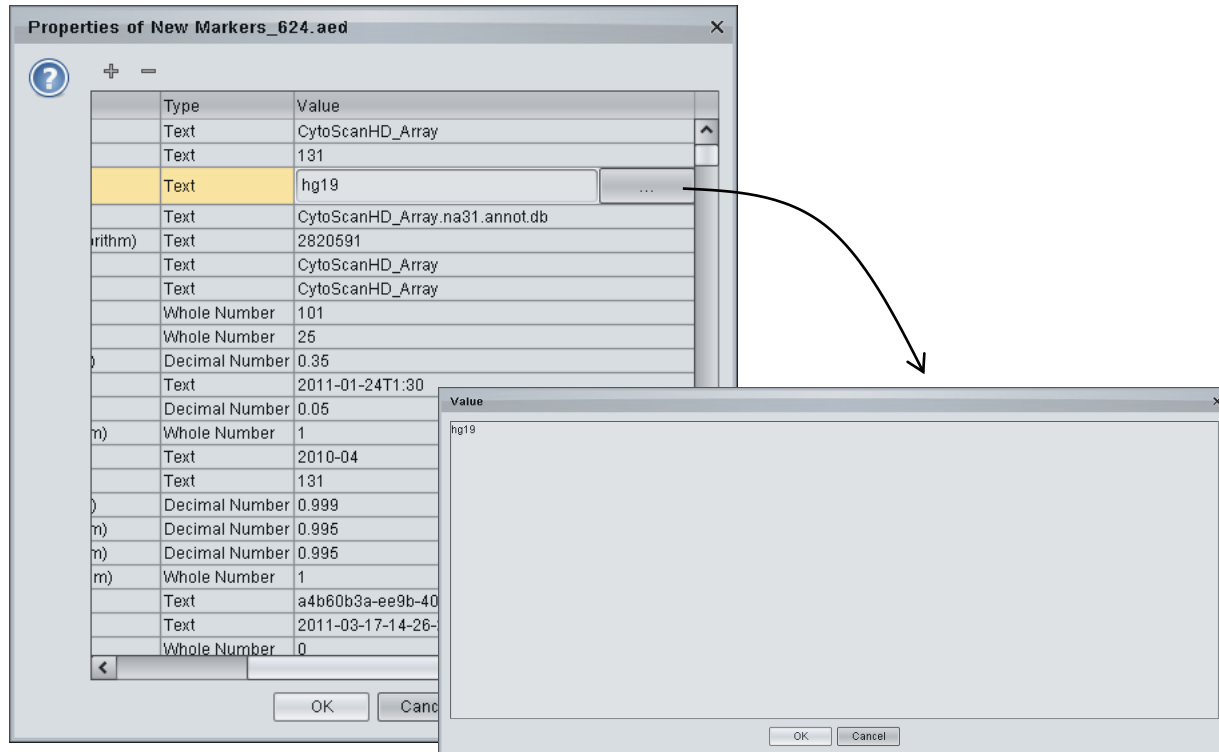 Properties of New Markers_624.aed
Type Value
Text CytoScanHD_Array
Text 131
Text hg19 ...
Text CytoScanHD_Array.na31.annot.db
rithm) Text 2820591
Text CytoScanHD_Array
Text CytoScanHD_Array
Whole Number 101
Whole Number 25
) Decimal Number 0.35
Text 2011-01-24T1:30
Decimal Number 0.05
m) Whole Number 1
Text 2010-04
Text 131
) Decimal Number 0.999
m) Decimal Number 0.995
m) Decimal Number 0.995
m) Whole Number 1
Text a4b60b3a-ee9b-40
Text 2011-03-17-14-26-
Whole Number 0
OK Canc
Value
hg19
OK Cancel